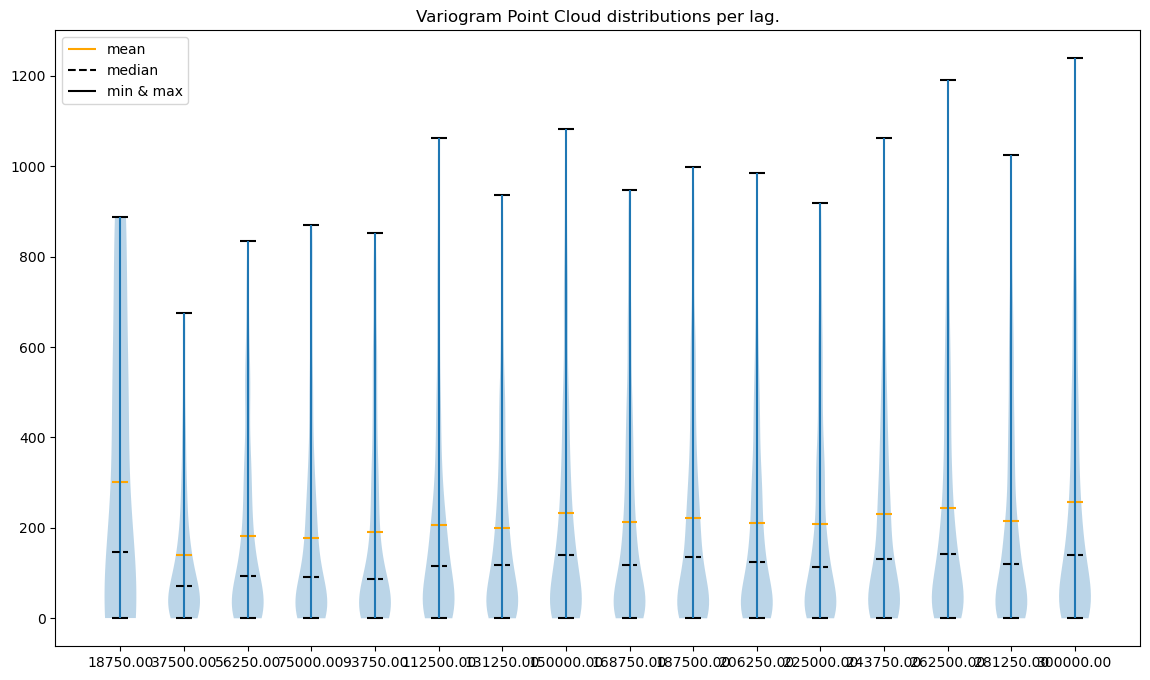 Variogram Point Cloud distributions per lag.
mean
median
min & max
1200
1000
800
600
400
200
0
18750.00 37500.00 56250.00 75000.00 93750.00 112500.00 131250.00 150000.00 168750.00 187500.00 206250.00 225000.00 243750.00 262500.00 281250.00 300000.00